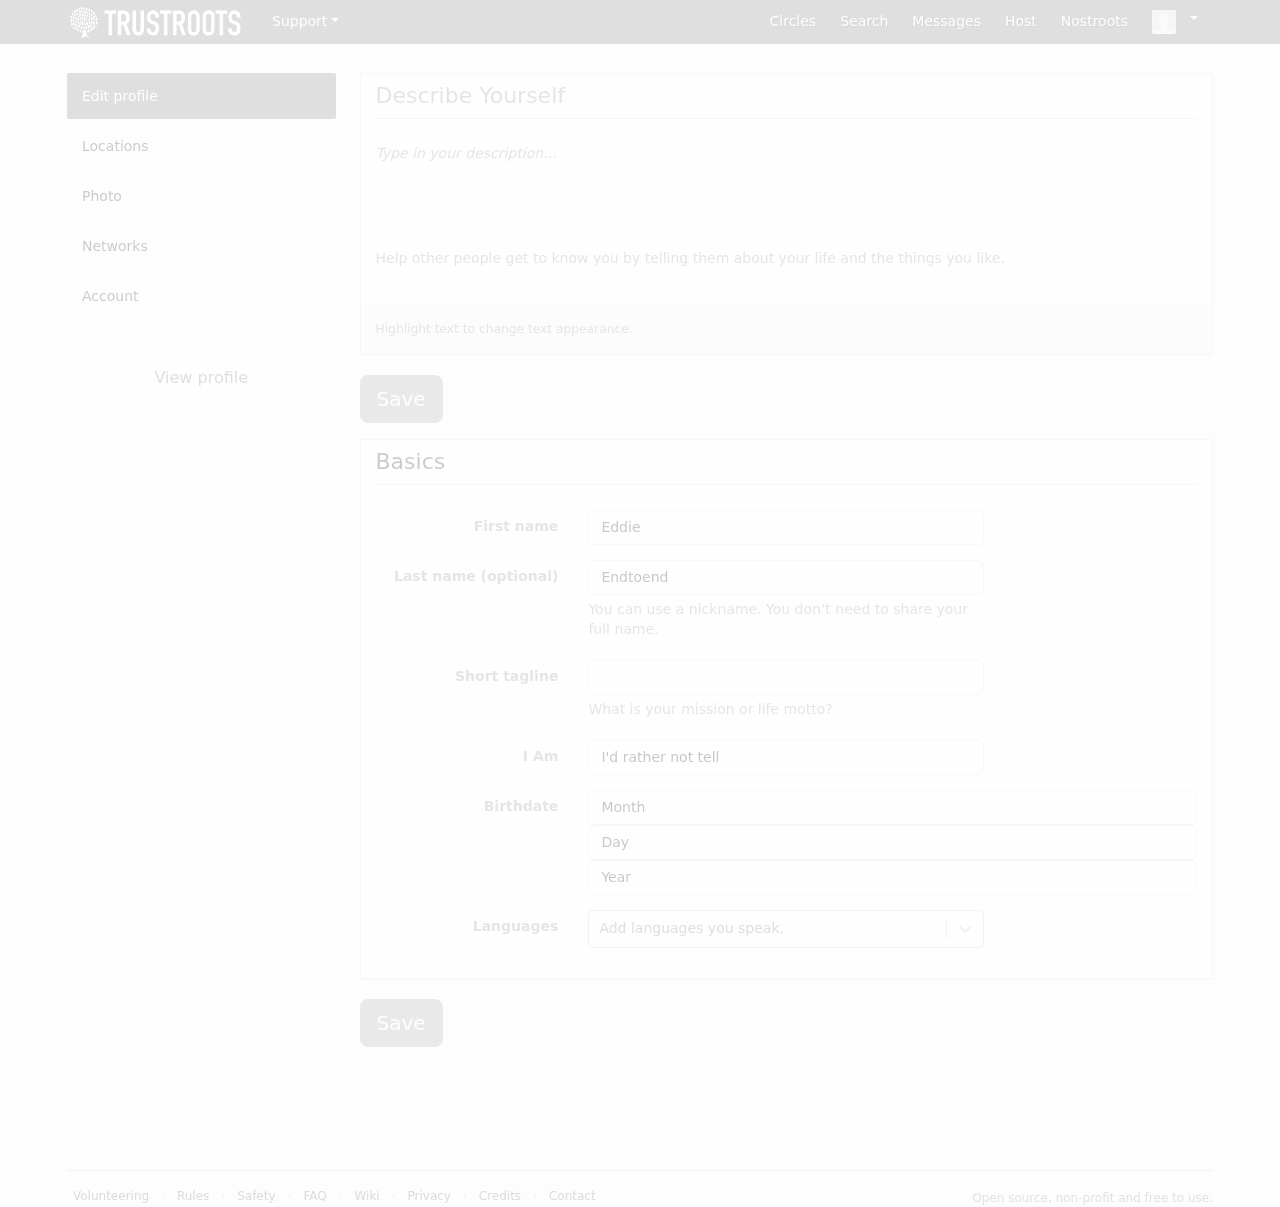 TRUSTROOTS
Support
Circles
Search
Messages
Host
Nostroots
Edit profile
Locations
Photo
Networks
Account
View profile
Describe Yourself
Type in your description...
Help other people get to know you by telling them about your life and the things you like.
Highlight text to change text appearance.
Save
Basics
First name
Eddie
Last name (optional)
Endtoend
You can use a nickname. You don't need to share your
full name.
Short tagline
What is your mission or life motto?
I Am
I'd rather not tell
Birthdate
Month
Day
Year
Languages
Add languages you speak.
Save
Volunteering · Rules · Safety · FAQ · Wiki · Privacy · Credits · Contact
Open source, non-profit and free to use.